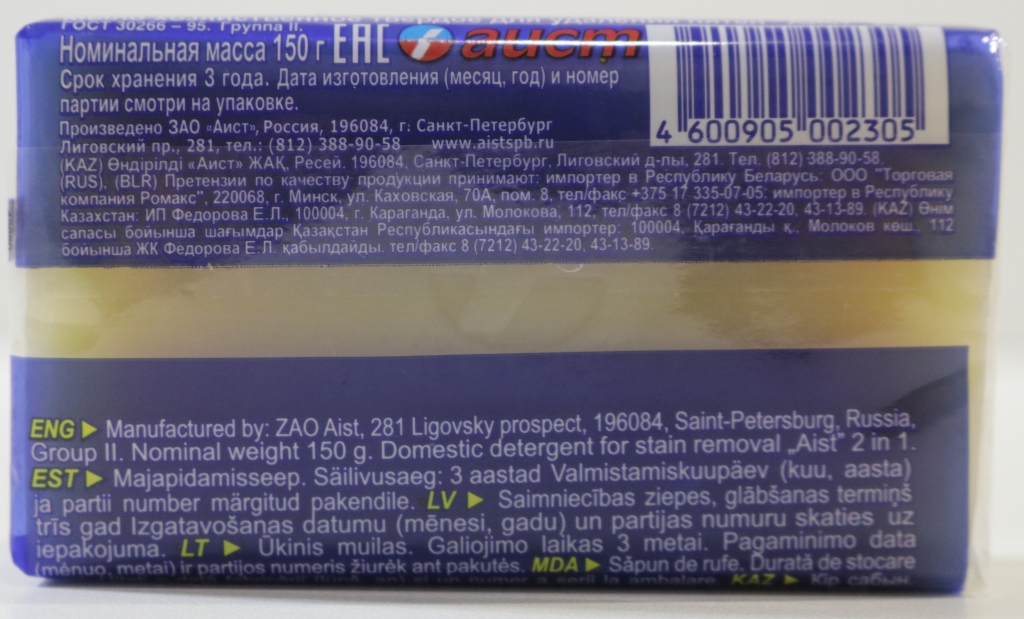 ГОСТ 30266 – 95. Группа II.
Номинальная масса 150 г ЕАС аист
Срок хранения 3 года. Дата изготовления (месяц, год) и номер
партии смотри на упаковке.
4 600905 002305
Произведено ЗАО «Аист», Россия, 196084, г. Санкт-Петербург
Лиговский пр., 281, тел.: (812) 388-90-58 www.aistspb.ru
(KAZ) Өндірілді «Аист» ЖАҚ, Ресей. 196084, Санкт-Петербург, Лиговский д-лы, 281. Тел. (812) 388-90-58.
(RUS), (BLR) Претензии по качеству продукции принимают: импортер в Республику Беларусь: ООО "Торговая
компания Ромакс", 220068, г. Минск, ул. Каховская, 70А, пом. 8, тел/факс +375 17 335-07-05; импортер в Республику
Казахстан: ИП Федорова Е.Л., 100004, г. Караганда, ул. Молокова, 112, тел/факс 8 (7212) 43-22-20, 43-13-89. (KAZ) Өнім
сапасы бойынша шағымдар Қазақстан Республикасындағы импортер: 100004, Қарағанды қ., Молоков көш., 112
бойынша ЖК Федорова Е.Л. қабылдайды. тел/факс 8 (7212) 43-22-20, 43-13-89.
ENG ► Manufactured by: ZAO Aist, 281 Ligovsky prospect, 196084, Saint-Petersburg, Russia,
Group II. Nominal weight 150 g. Domestic detergent for stain removal „Aist” 2 in 1.
EST ► Majapidamisseep. Säilivusaeg: 3 aastad Valmistamiskuupäev (kuu, aasta)
ja partii number märgitud pakendile. LV ► Saimniecības ziepes, glābšanas termiņš
trīs gad Izgatavošanas datumu (mēnesi, gadu) un partijas numuru skaties uz
iepakojuma. LT ► Ūkinis muilas. Galiojimo laikas 3 metai. Pagaminimo data
(mėnuo, metai) ir partijos numeris žiurėk ant pakutės. MDA ► Săpun de rufe. Durată de stocare
si un numer a serii la ambalare. KAZ ► Кір сабын.